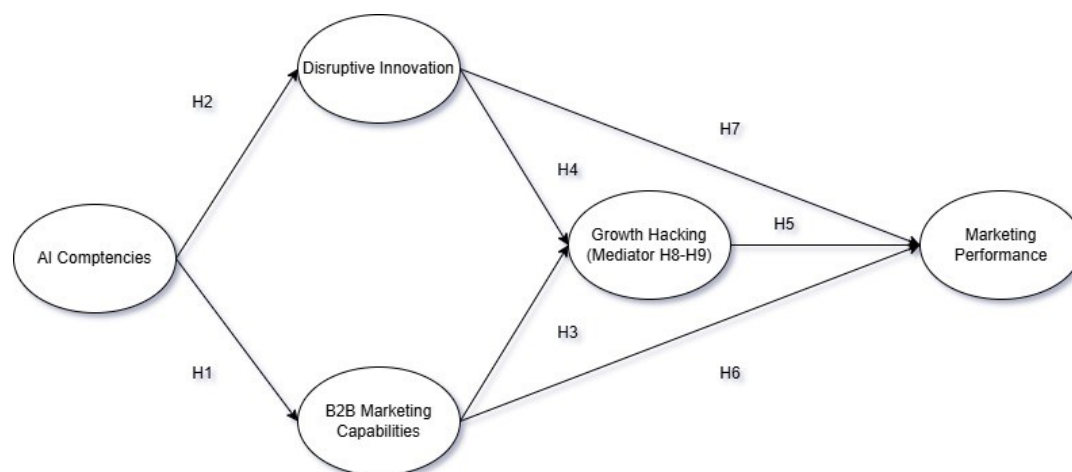 Disruptive Innovation
H2
H7
H4
AI Comptencies
Growth Hacking
(Mediator H8-H9)
H5
Marketing
Performance
H3
H1
H6
B2B Marketing
Capabilities